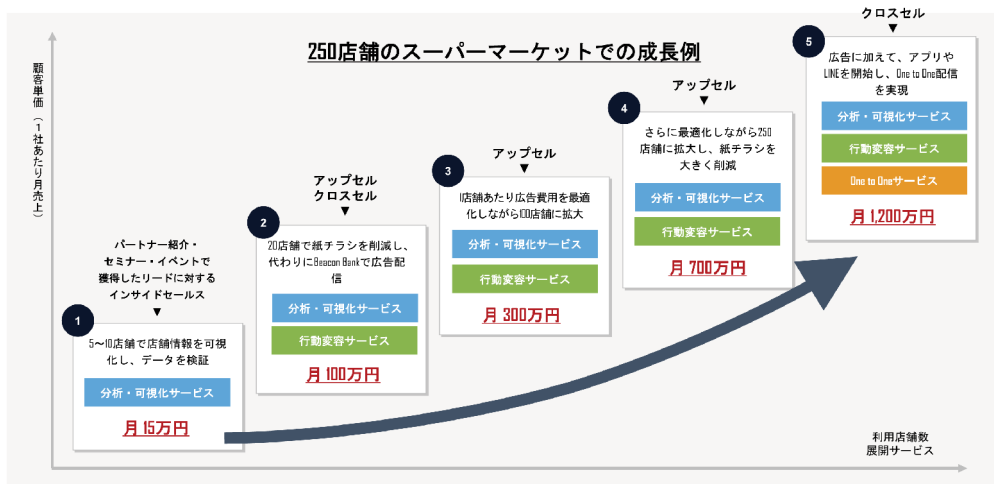 250店舗のスーパーマーケットでの成長例
顧客単価（１社あたり月売上）
パートナー紹介・
セミナー・イベントで
獲得したリードに対する
インサイドセールス
▼
1
5〜10店舗で店舗情報を可視
化し、データを検証
分析・可視化サービス
月 15万円
アップセル
クロスセル
▼
2
20店舗で紙チラシを削減し、
代わりにBeacon Bankで広告配
信
分析・可視化サービス
行動変容サービス
月 100万円
アップセル
▼
3
1店舗あたり広告費用を最適
化しながら100店舗に拡大
分析・可視化サービス
行動変容サービス
月 300万円
アップセル
▼
4
さらに最適化しながら250
店舗に拡大し、紙チラシを
大きく削減
分析・可視化サービス
行動変容サービス
月 700万円
クロスセル
▼
5
広告に加えて、アプリや
LINEを開始し、One to One配信
を実現
分析・可視化サービス
行動変容サービス
One to Oneサービス
月 1,200万円
利用店舗数
展開サービス